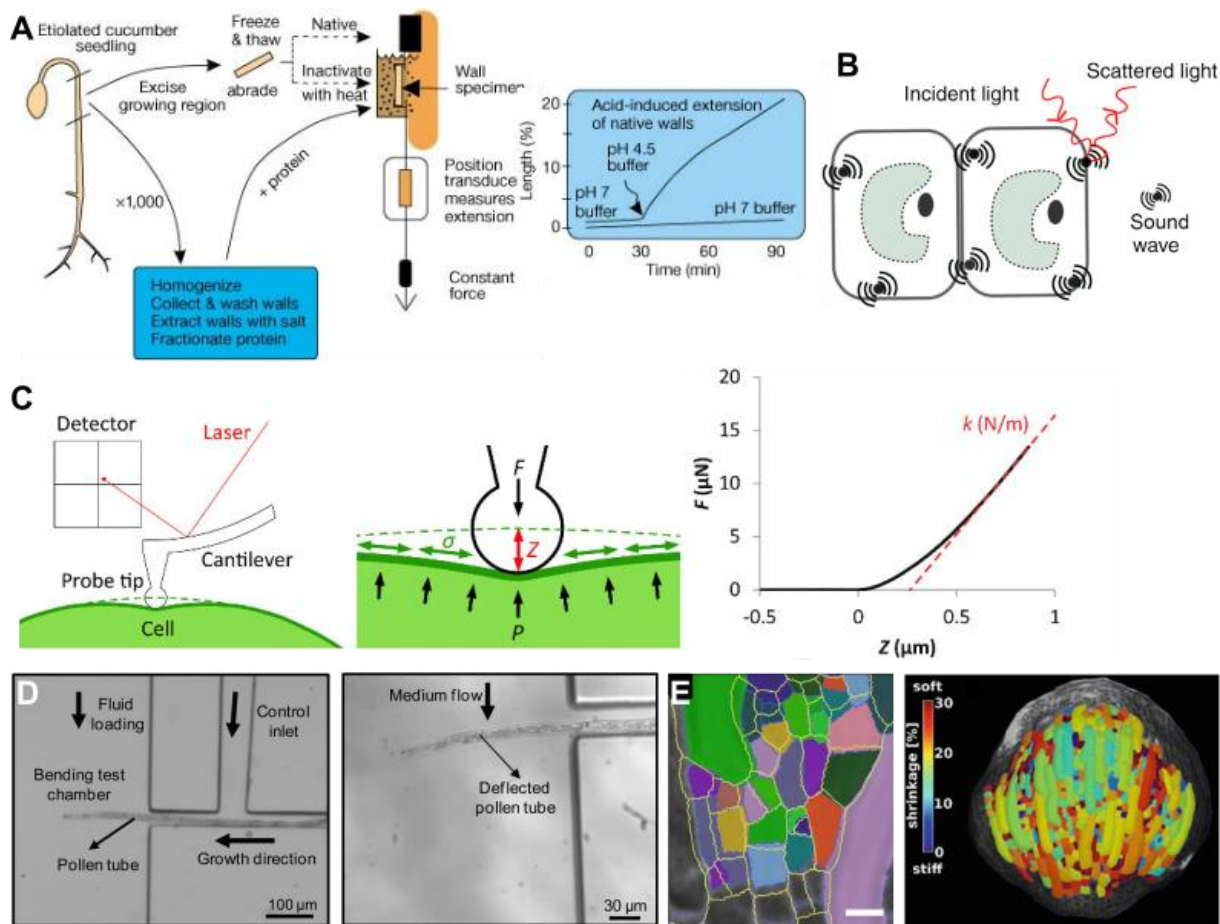 A
Etiolated cucumber
seedling
Freeze
& thaw
abrade
Excise
growing region
×1,000
Native
Inactivate
with heat
+ protein
Wall
specimen
Position
transduce
measures
extension
Constant
force
Homogenize
Collect & wash walls
Extract walls with salt
Fractionate protein
Acid-induced extension
of native walls
pH 4.5
buffer
pH 7
buffer
pH 7 buffer
Length (%)
20
10
0
0 30 60 90
Time (min)
B
Incident light
Scattered light
Sound
wave
C
Detector
Laser
Cantilever
Probe tip
Cell
F
σ
Z
P
k (N/m)
F (μN)
20
15
10
5
0
-0.5 0 0.5 1
Z (μm)
D
Fluid
loading
Control
inlet
Bending test
chamber
Pollen tube
Growth direction
100 μm
Medium flow
Deflected
pollen tube
30 μm
E
soft
30
20
10
0
shrinkage [%]
stiff